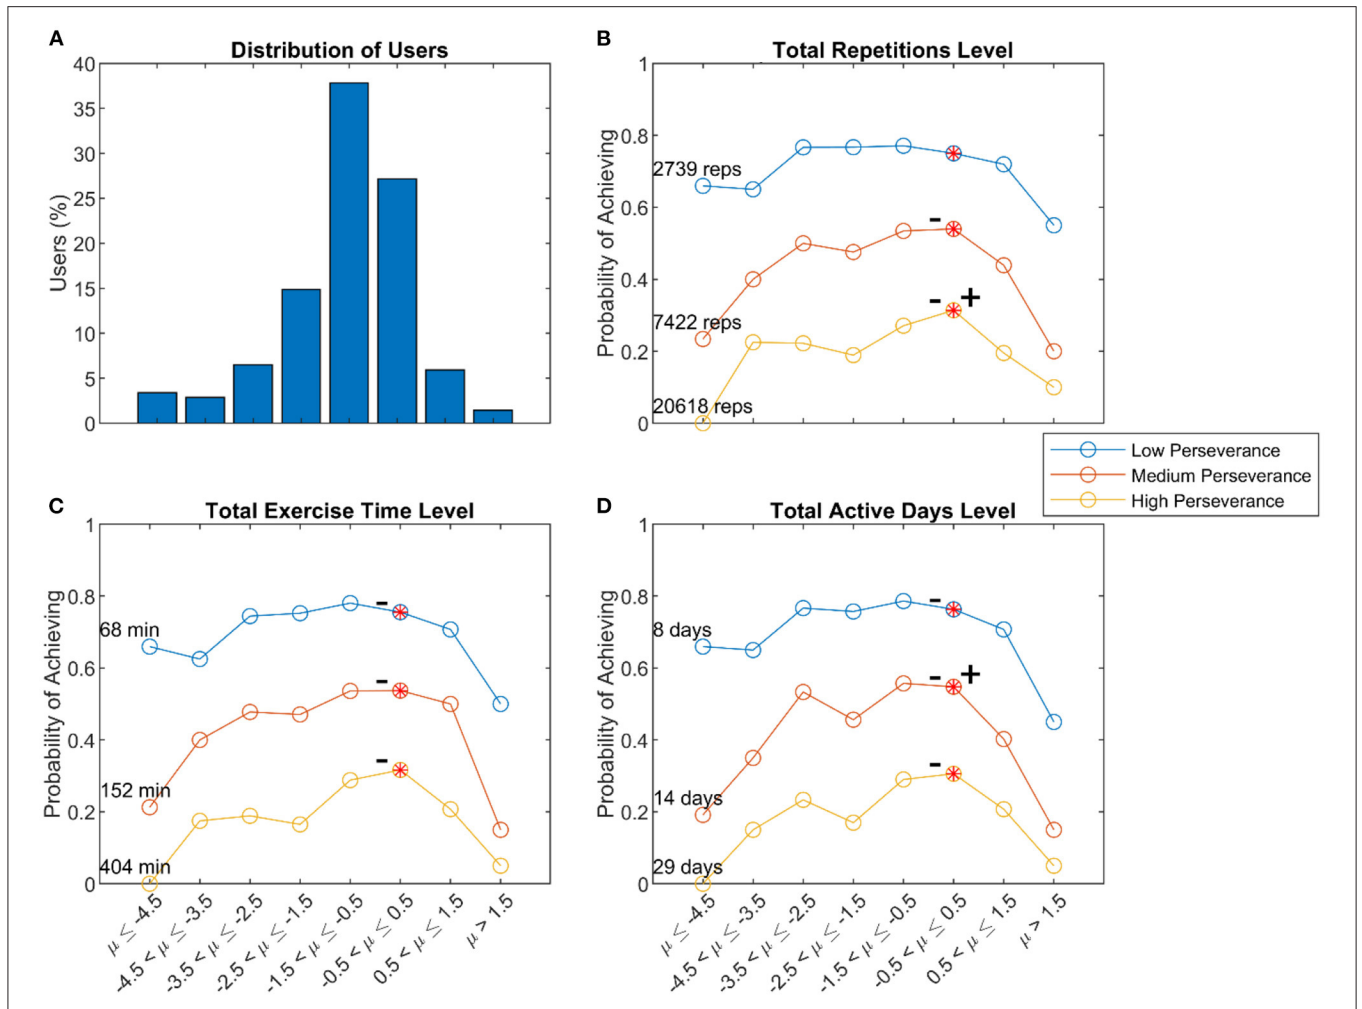 A
Distribution of Users
40
35
30
25
20
15
10
5
0
Users (%)
B
Total Repetitions Level
1
0.8
0.6
0.4
0.2
0
Probability of Achieving
2739 reps
7422 reps
20618 reps
- 
- +
Low Perseverance
Medium Perseverance
High Perseverance
C
Total Exercise Time Level
1
0.8
0.6
0.4
0.2
0
Probability of Achieving
68 min
152 min
404 min
-
-
-
μ ≤ -4.5
-4.5 < μ ≤ -3.5
-3.5 < μ ≤ -2.5
-2.5 < μ ≤ -1.5
-1.5 < μ ≤ -0.5
-0.5 < μ ≤ 0.5
0.5 < μ ≤ 1.5
μ > 1.5
D
Total Active Days Level
1
0.8
0.6
0.4
0.2
0
Probability of Achieving
8 days
14 days
29 days
-
- +
-
μ ≤ -4.5
-4.5 < μ ≤ -3.5
-3.5 < μ ≤ -2.5
-2.5 < μ ≤ -1.5
-1.5 < μ ≤ -0.5
-0.5 < μ ≤ 0.5
0.5 < μ ≤ 1.5
μ > 1.5